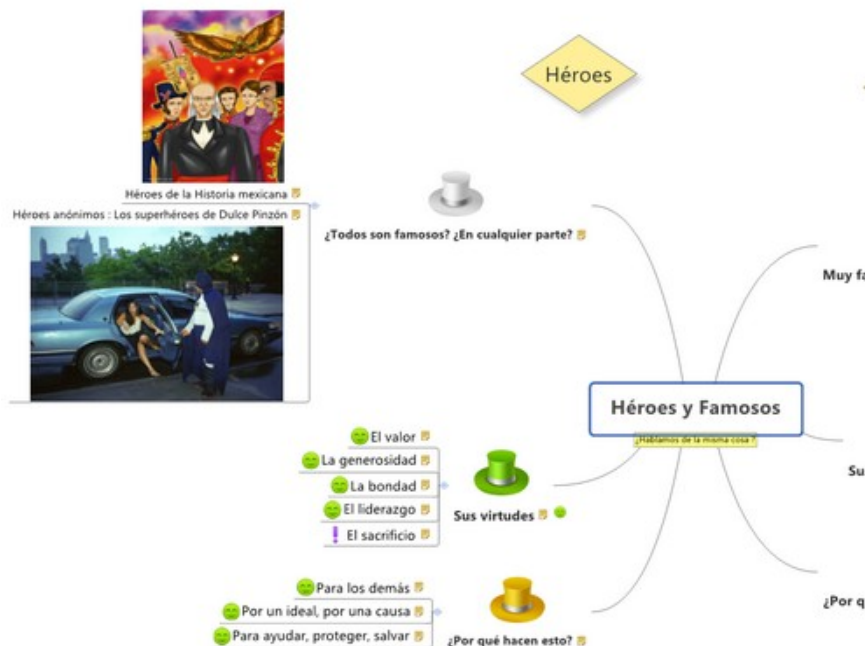 Héroes
Héroes de la Historia mexicana
Héroes anónimos : Los superhéroes de Dulce Pinzón
¿Todos son famosos? ¿En cualquier parte?
Muy fa
Héroes y Famosos
¿Hablamos de la misma cosa ?
El valor
La generosidad
La bondad
El liderazgo
El sacrificio
Sus virtudes
Su
Para los demás
Por un ideal, por una causa
Para ayudar, proteger, salvar
¿Por qué hacen esto?
¿Por q